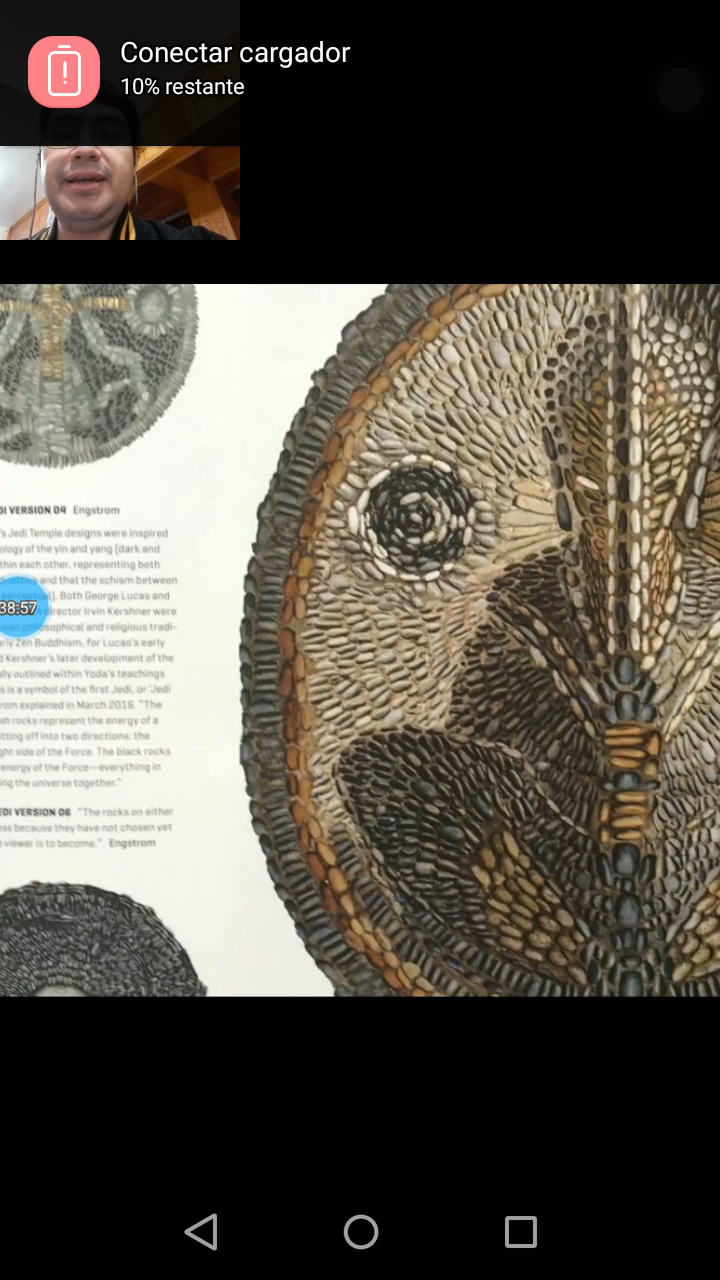 Conectar cargador
10% restante
DI VERSION 04 Engstrom
's Jedi Temple designs were inspired
ology of the yin and yang (dark and
thin each other, representing both
and that the schism between
Both George Lucas and
38:57
director Irvin Kershner were
philosophical and religious tradi-
rly Zen Buddhism, for Lucas's early
d Kershner's later development of the
lly outlined within Yoda's teachings
s is a symbol of the first Jedi, or 'Jedi
rom explained in March 2016. "The
sh rocks represent the energy of a
itting off into two directions: the
ght side of the Force. The black rocks
energy of the Force—everything in
ing the universe together."
EDI VERSION 06 "The rocks on either
ess because they have not chosen yet
e viewer is to become." Engstrom